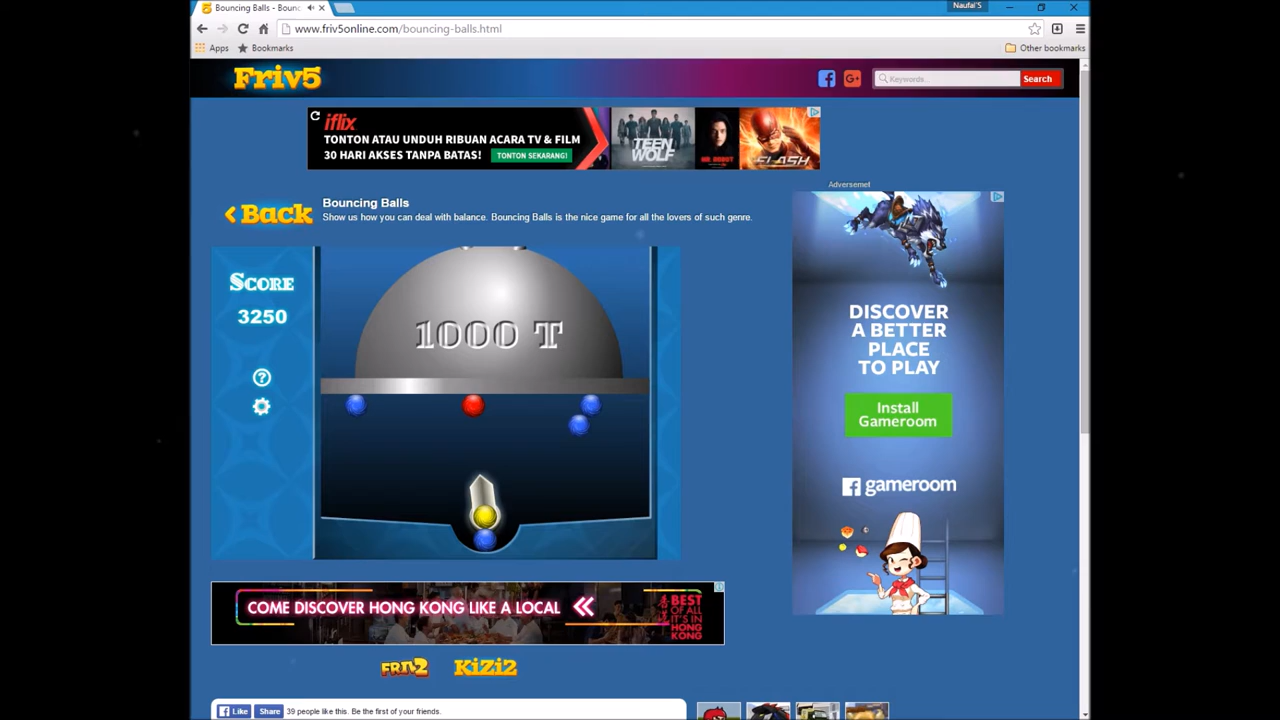 Bouncing Balls - Bounc
Naufal'S
www.friv5online.com/bouncing-balls.html
Apps
Bookmarks
Other bookmarks
Friv5
Keywords..
Search
iflix
TONTON ATAU UNDUH RIBUAN ACARA TV & FILM
30 HARI AKSES TANPA BATAS!
TONTON SEKARANG!
TEEN
WOLF
MR. ROBOT
FLASH
Adversemet
Back
Bouncing Balls
Show us how you can deal with balance. Bouncing Balls is the nice game for all the lovers of such genre.
SCORE
3250
1000 T
DISCOVER
A BETTER
PLACE
TO PLAY
Install
Gameroom
gameroom
COME DISCOVER HONG KONG LIKE A LOCAL
BEST
OF ALL
IT'S IN
HONG
KONG
FRIV2
KiZi2
Like
Share
39 people like this. Be the first of your friends.